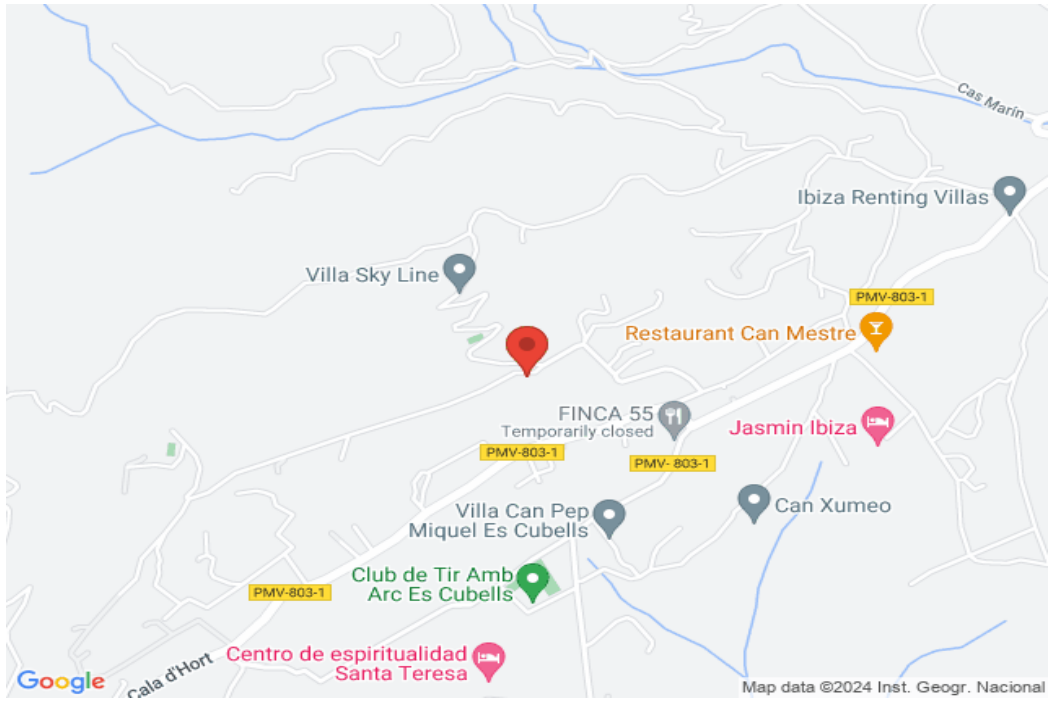 Cas Marín
Ibiza Renting Villas
Villa Sky Line
PMV-803-1
Restaurant Can Mestre
FINCA 55
Temporarily closed
Jasmin Ibiza
PMV-803-1
PMV- 803-1
Villa Can Pep
Miquel Es Cubells
Can Xumeo
Club de Tir Amb
Arc Es Cubells
PMV-803-1
Centro de espiritualidad
Santa Teresa
Cala d'Hort
Google
Map data ©2024 Inst. Geogr. Nacional